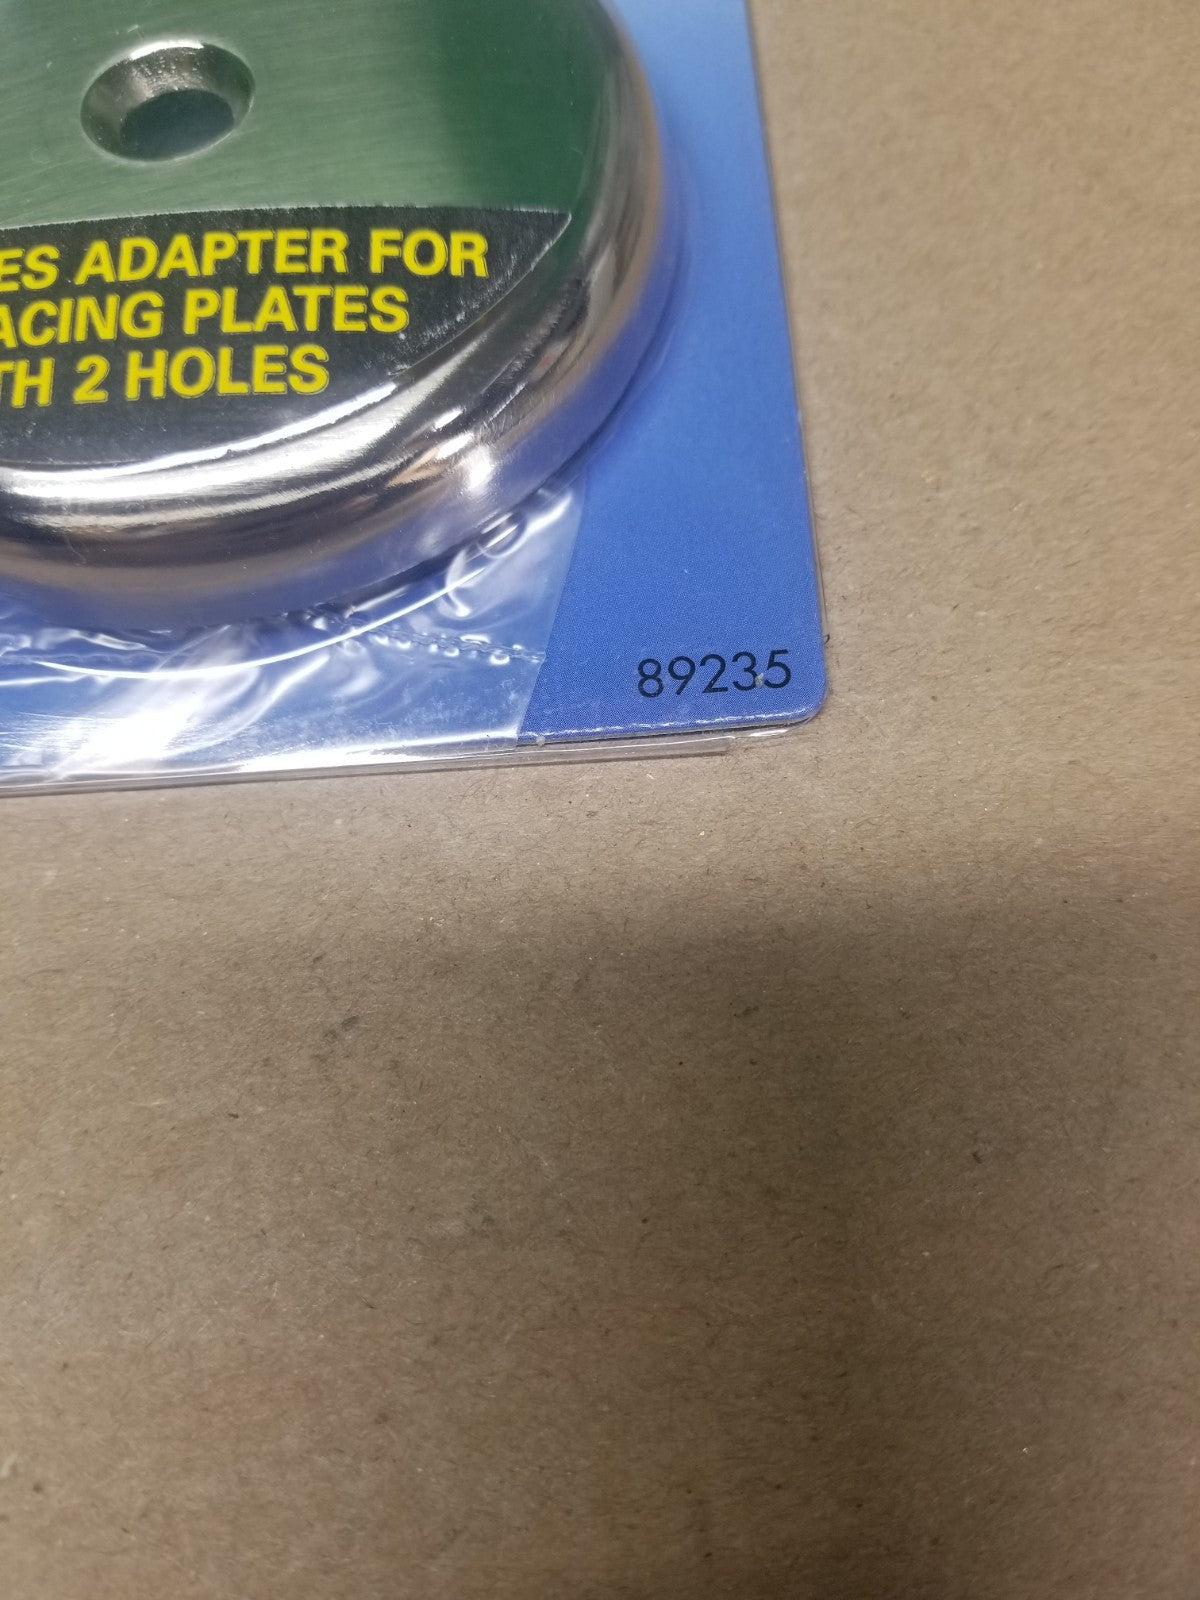 ES ADAPTER FOR
ACING PLATES
TH 2 HOLES
89235